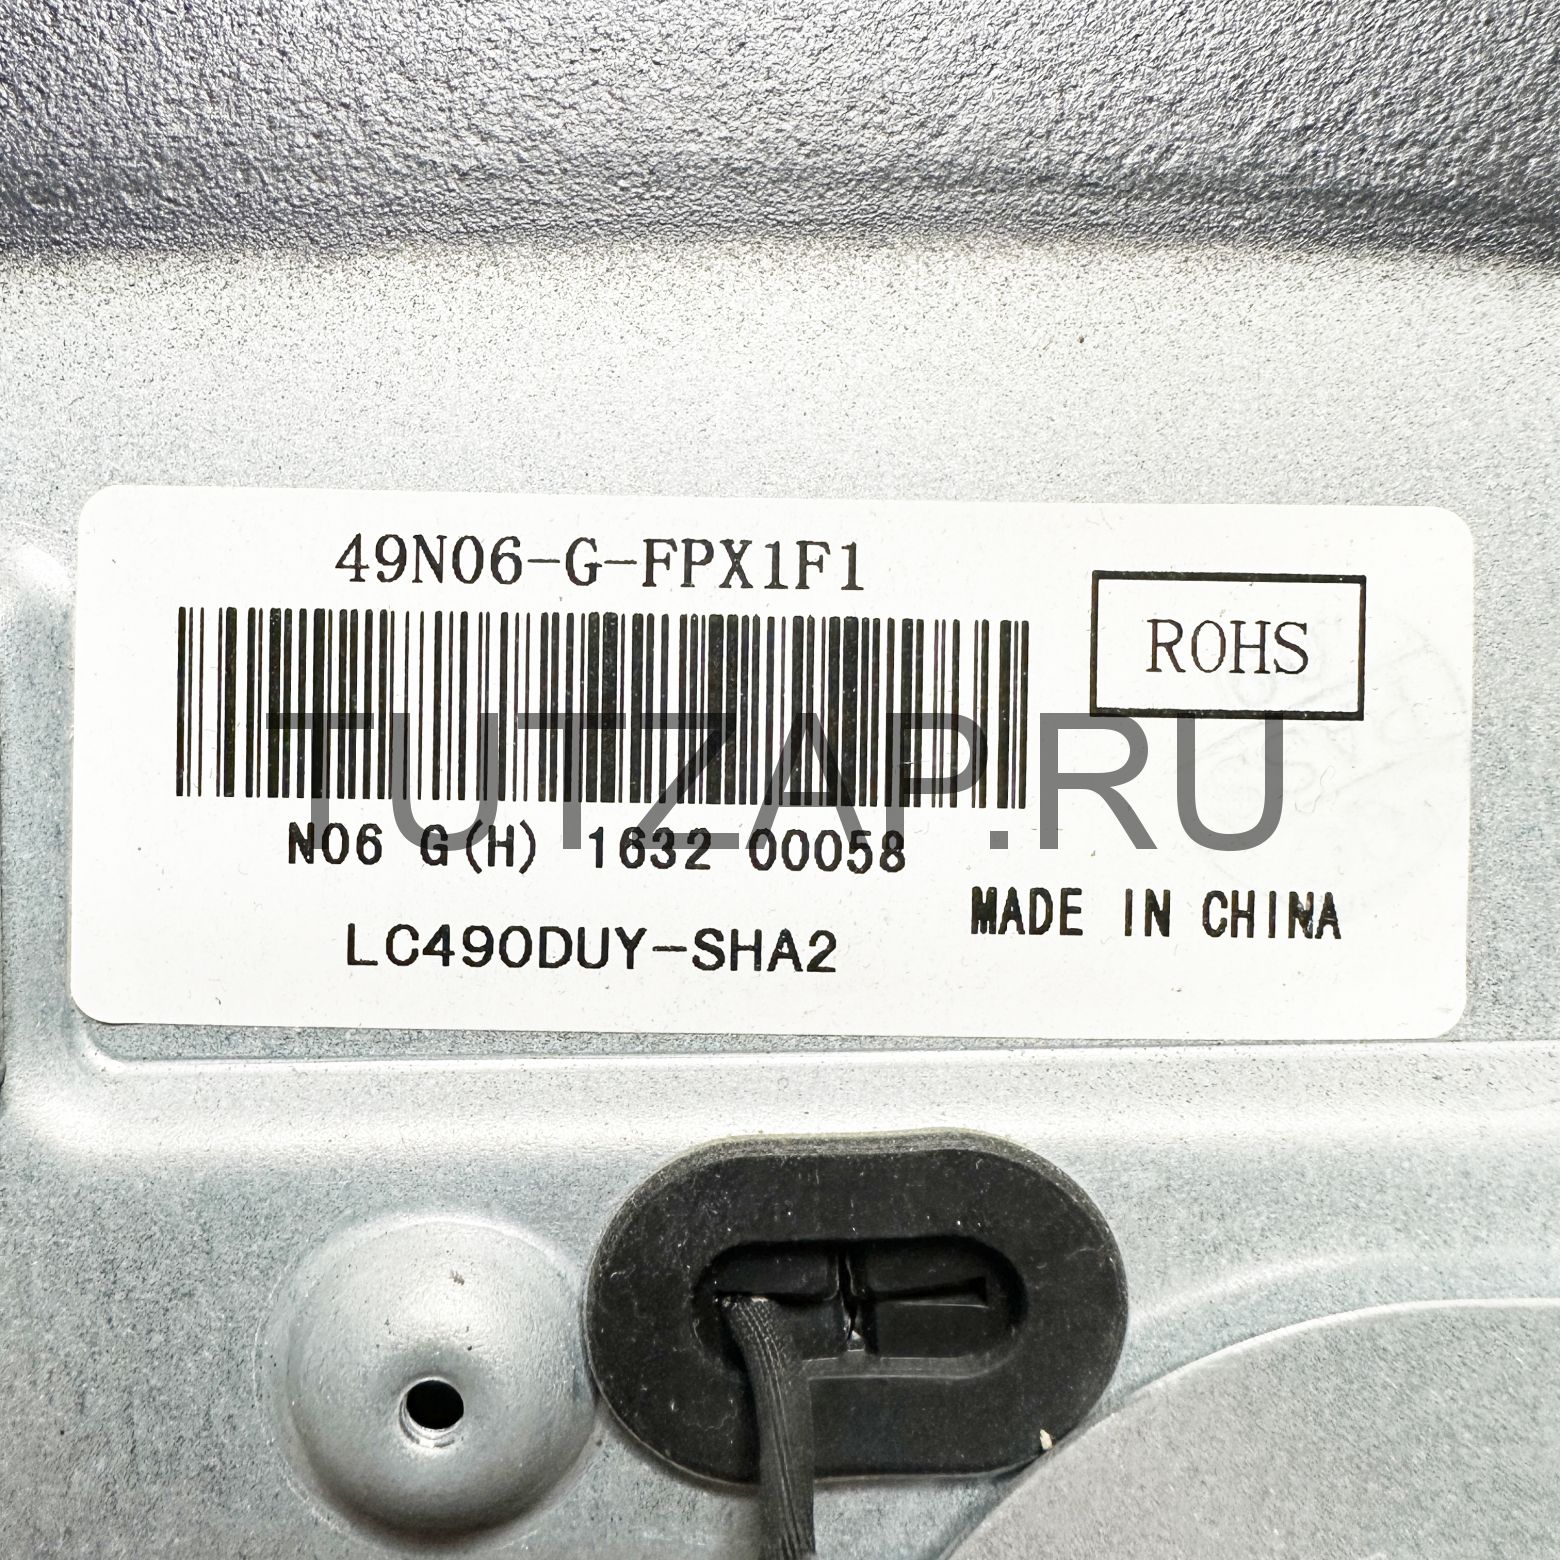 49N06-G-FPX1F1
ROHS
TUTZAP.RU
N06 G(H) 1632 00058
MADE IN CHINA
LC490DUY-SHA2